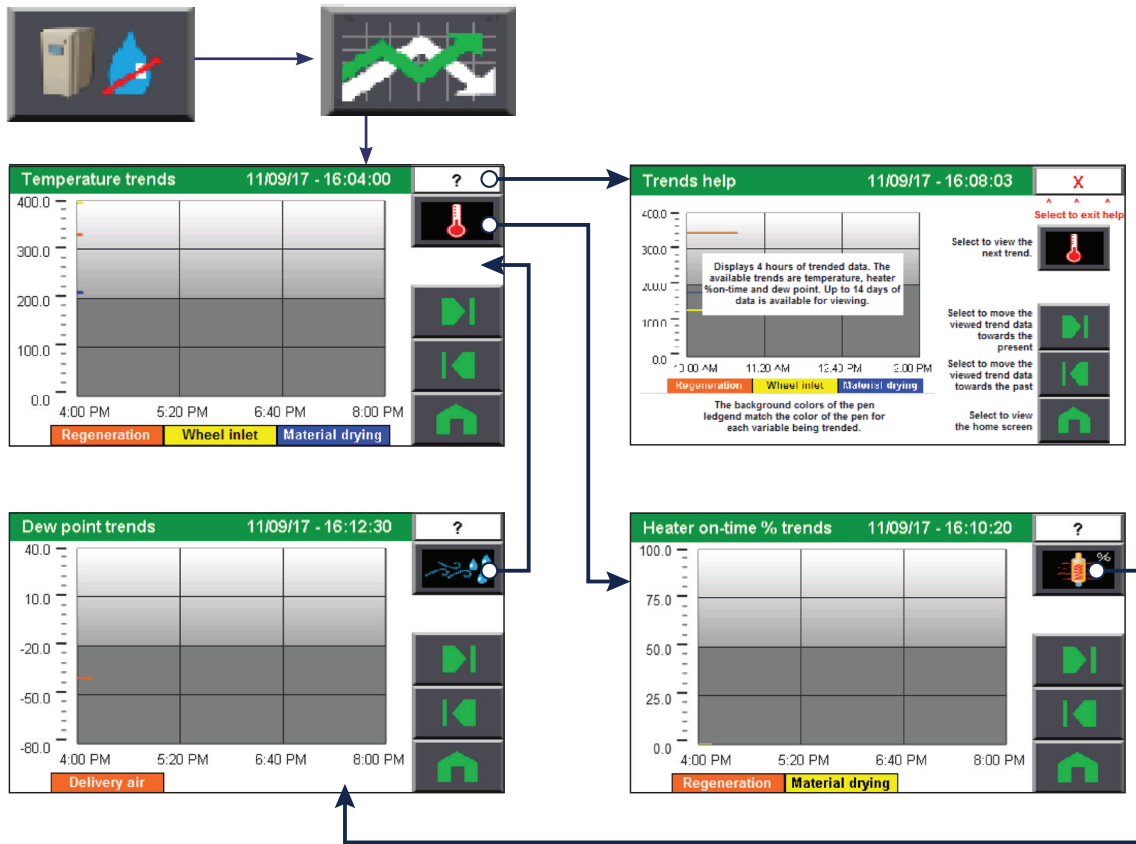 Temperature trends 11/09/17 - 16:04:00 ?
400.0
300.0
200.0
100.0
0.0
4:00 PM 5:20 PM 6:40 PM 8:00 PM
Regeneration Wheel inlet Material drying
Trends help 11/09/17 - 16:08:03 X
^ ^ ^
Select to exit help
400.0
300.0
200.0
100.0
0.0
10:00 AM 11:20 AM 12:40 PM 2:00 PM
Displays 4 hours of trended data. The
available trends are temperature, heater
%on-time and dew point. Up to 14 days of
data is available for viewing.
Regeneration Wheel inlet Material drying
The background colors of the pen
ledgend match the color of the pen for
each variable being trended.
Select to view the
next trend.
Select to move the
viewed trend data
towards the
present
Select to move the
viewed trend data
towards the past
Select to view
the home screen
Dew point trends 11/09/17 - 16:12:30 ?
40.0
10.0
-20.0
-50.0
-80.0
4:00 PM 5:20 PM 6:40 PM 8:00 PM
Delivery air
Heater on-time % trends 11/09/17 - 16:10:20 ?
%
100.0
75.0
50.0
25.0
0.0
4:00 PM 5:20 PM 6:40 PM 8:00 PM
Regeneration Material drying